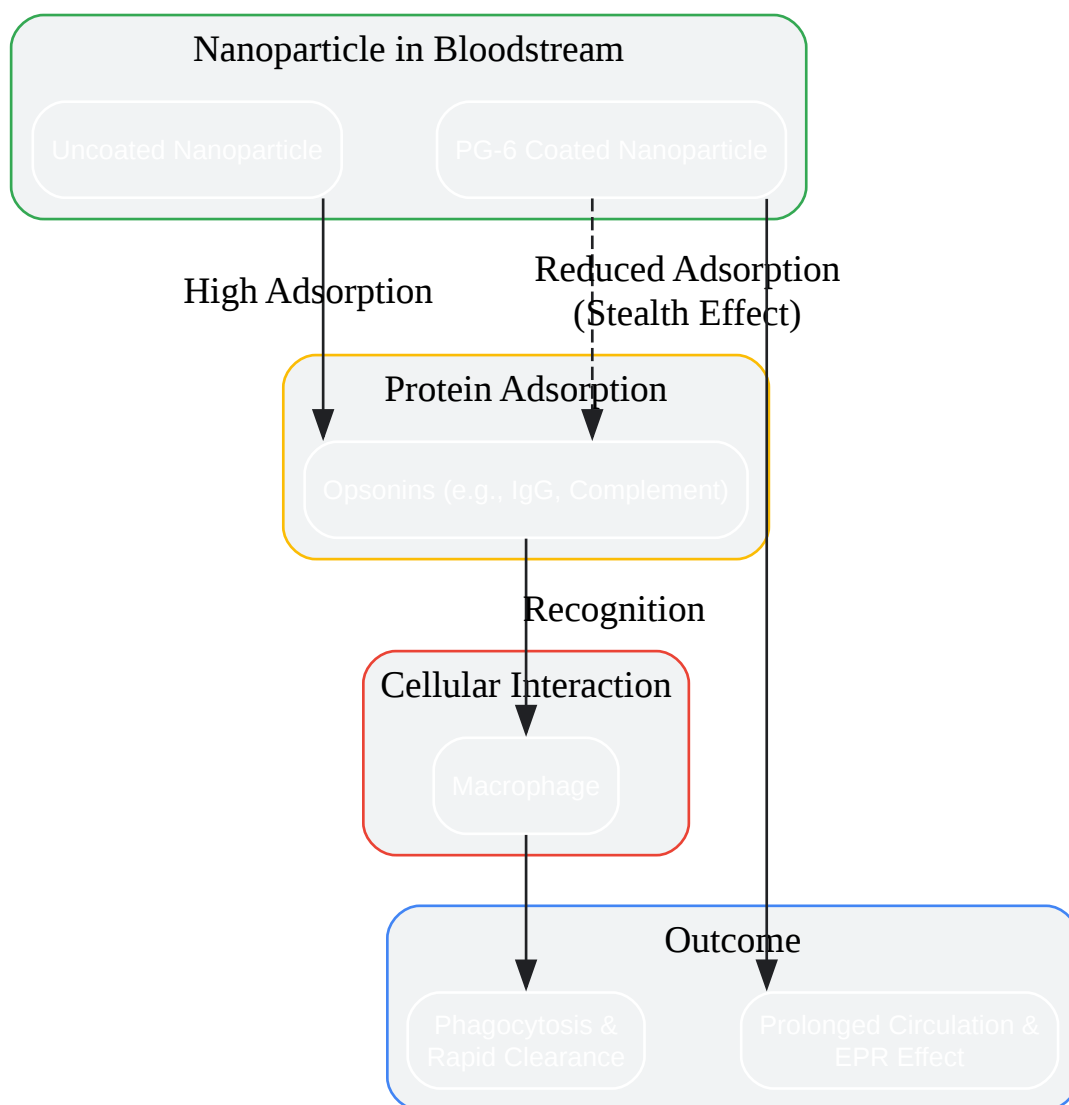 Nanoparticle in Bloodstream
Uncoated Nanoparticle
PG-6 Coated Nanoparticle
High Adsorption
Reduced Adsorption
(Stealth Effect)
Protein Adsorption
Opsonins (e.g., IgG, Complement)
Recognition
Cellular Interaction
Macrophage
Outcome
Phagocytosis &
Rapid Clearance
Prolonged Circulation &
EPR Effect